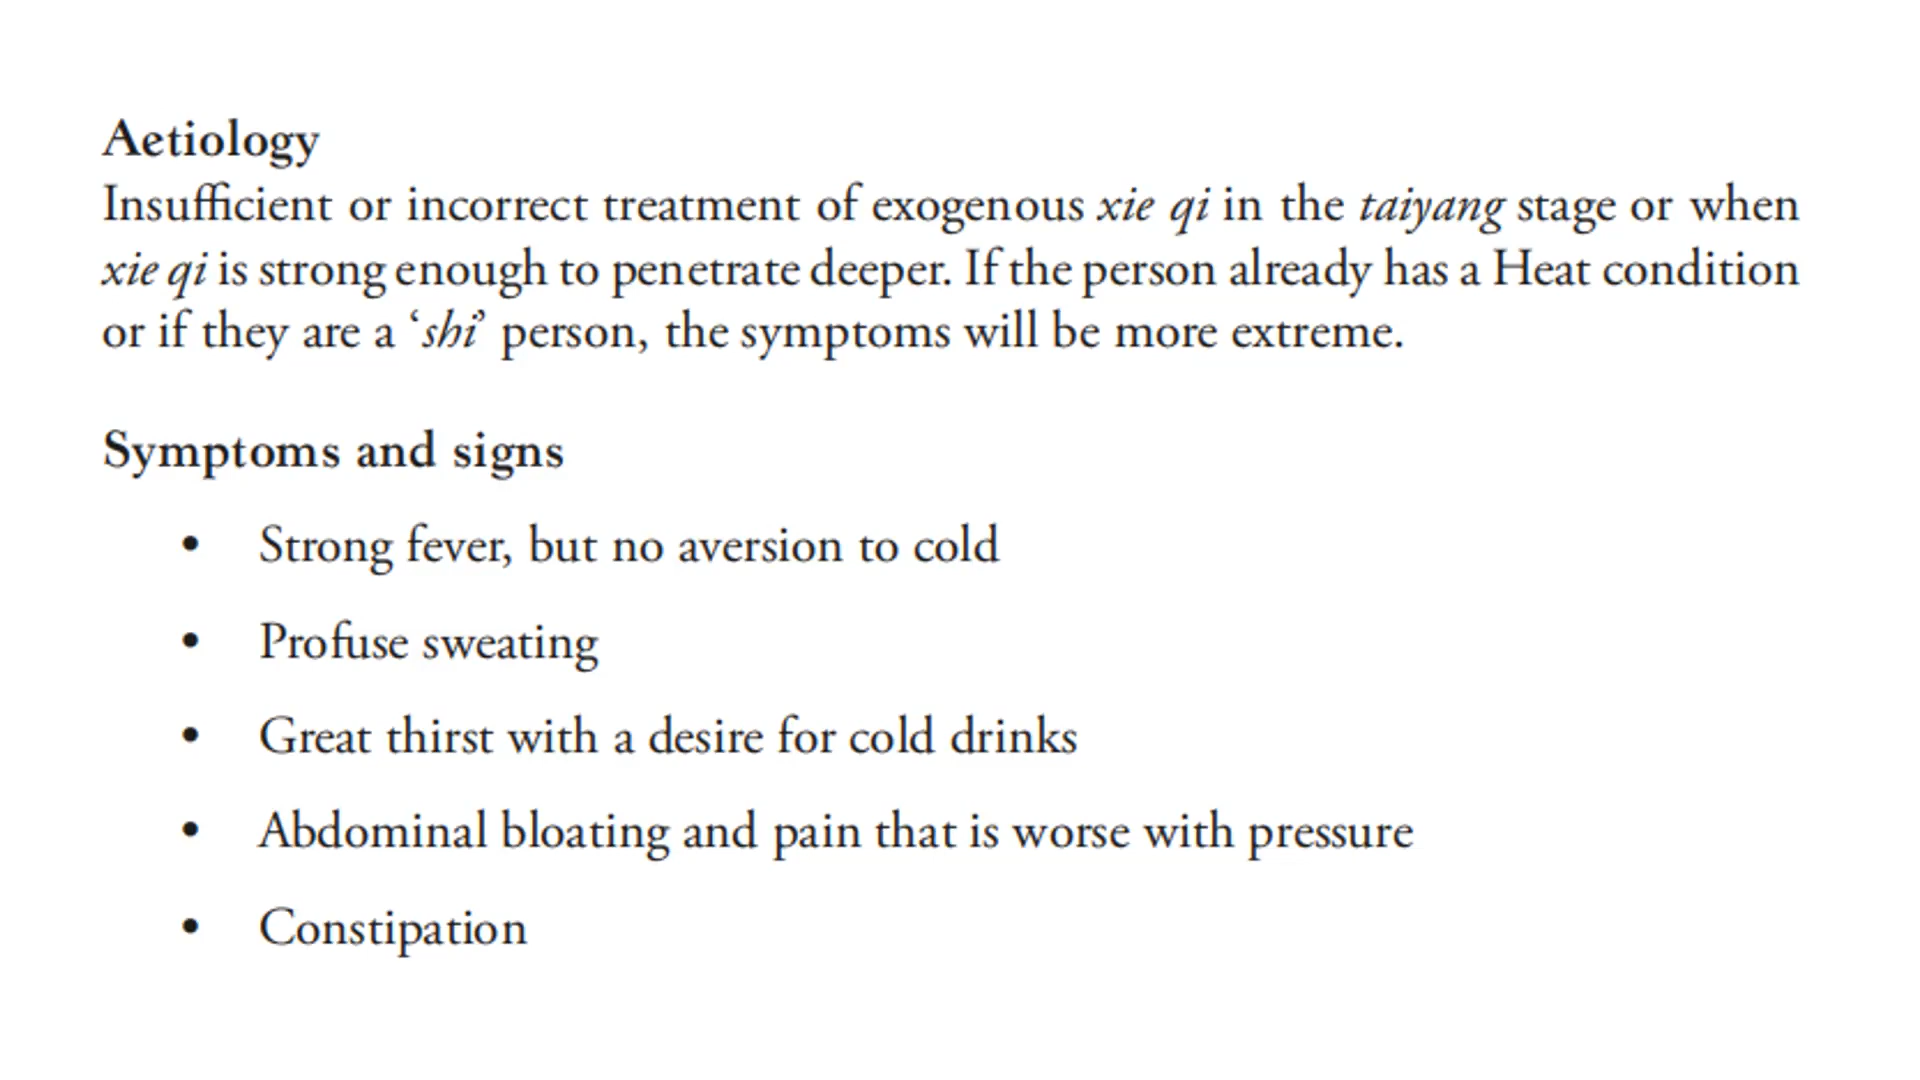 Aetiology
Insufficient or incorrect treatment of exogenous xie qi in the taiyang stage or when
xie qi is strong enough to penetrate deeper. If the person already has a Heat condition
or if they are a ‘shi’ person, the symptoms will be more extreme.
Symptoms and signs
• Strong fever, but no aversion to cold
• Profuse sweating
• Great thirst with a desire for cold drinks
• Abdominal bloating and pain that is worse with pressure
• Constipation